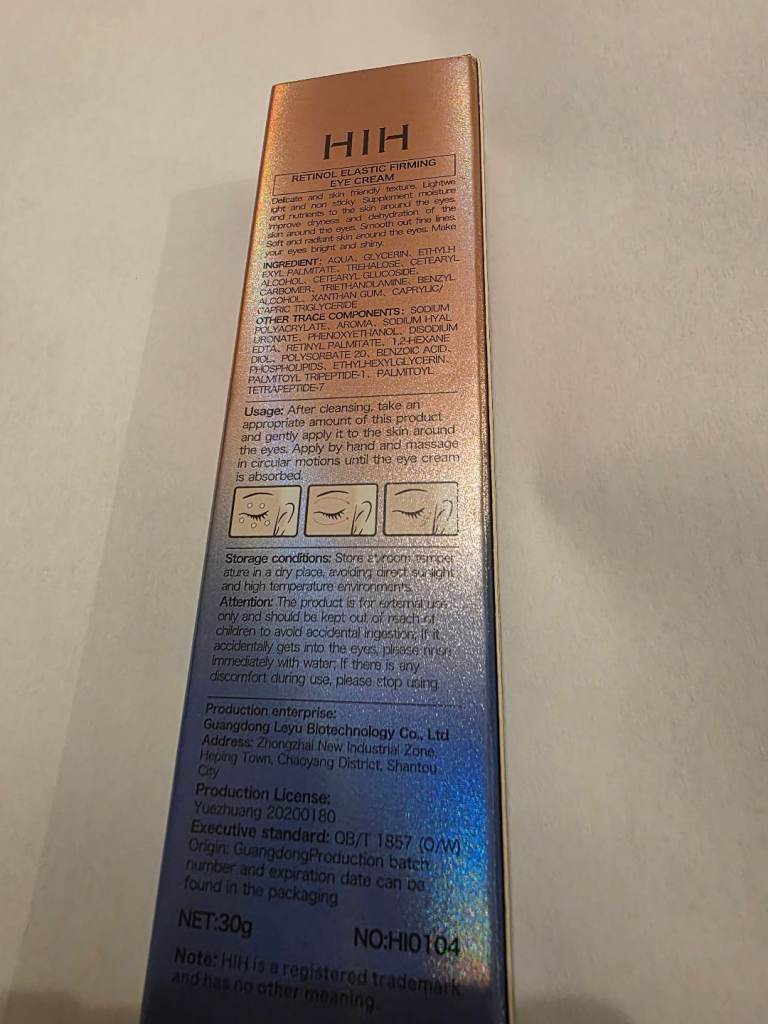 HIH
RETINOL ELASTIC FIRMING
EYE CREAM
Delicate and skin friendly texture. Lightwe
ight and non sticky. Supplement moisture
and nutrients to the skin around the eyes.
Improve dryness and dehydration of the
skin around the eyes. Smooth out fine lines.
Soft and radiant skin around the eyes. Make
your eyes bright and shiny.
INGREDIENT: AQUA、GLYCERIN、ETHYLH
EXYL PALMITATE、TREHALOSE、CETEARYL
ALCOHOL、CETEARYL GLUCOSIDE、
CARBOMER、TRIETHANOLAMINE、BENZYL
ALCOHOL、XANTHAN GUM、CAPRYLIC/
CAPRIC TRIGLYCERIDE
OTHER TRACE COMPONENTS: SODIUM
POLYACRYLATE、AROMA、SODIUM HYAL
URONATE、PHENOXYETHANOL、DISODIUM
EDTA、RETINYL PALMITATE、1,2-HEXANE
DIOL、POLYSORBATE 20、BENZOIC ACID、
PHOSPHOLIPIDS、ETHYLHEXYLGLYCERIN、
PALMITOYL TRIPEPTIDE-1、PALMITOYL
TETRAPEPTIDE-7
Usage: After cleansing, take an
appropriate amount of this product
and gently apply it to the skin around
the eyes. Apply by hand and massage
in circular motions until the eye cream
is absorbed.
Storage conditions: Store at room temper
ature in a dry place, avoiding direct sunlight
and high temperature environments.
Attention: The product is for external use
only and should be kept out of reach of
children to avoid accidental ingestion; If it
accidentally gets into the eyes, please rinse
immediately with water; If there is any
discomfort during use, please stop using
Production enterprise:
Guangdong Leyu Biotechnology Co., Ltd
Address: Zhongzhai New Industrial Zone,
Heping Town, Chaoyang District, Shantou
City
Production License:
Yuezhuang 20200180
Executive standard: QB/T 1857 (O/W)
Origin: GuangdongProduction batch
number and expiration date can be
found in the packaging
NET:30g NO:HI0104
Note: HIH is a registered trademark
and has no other meaning.